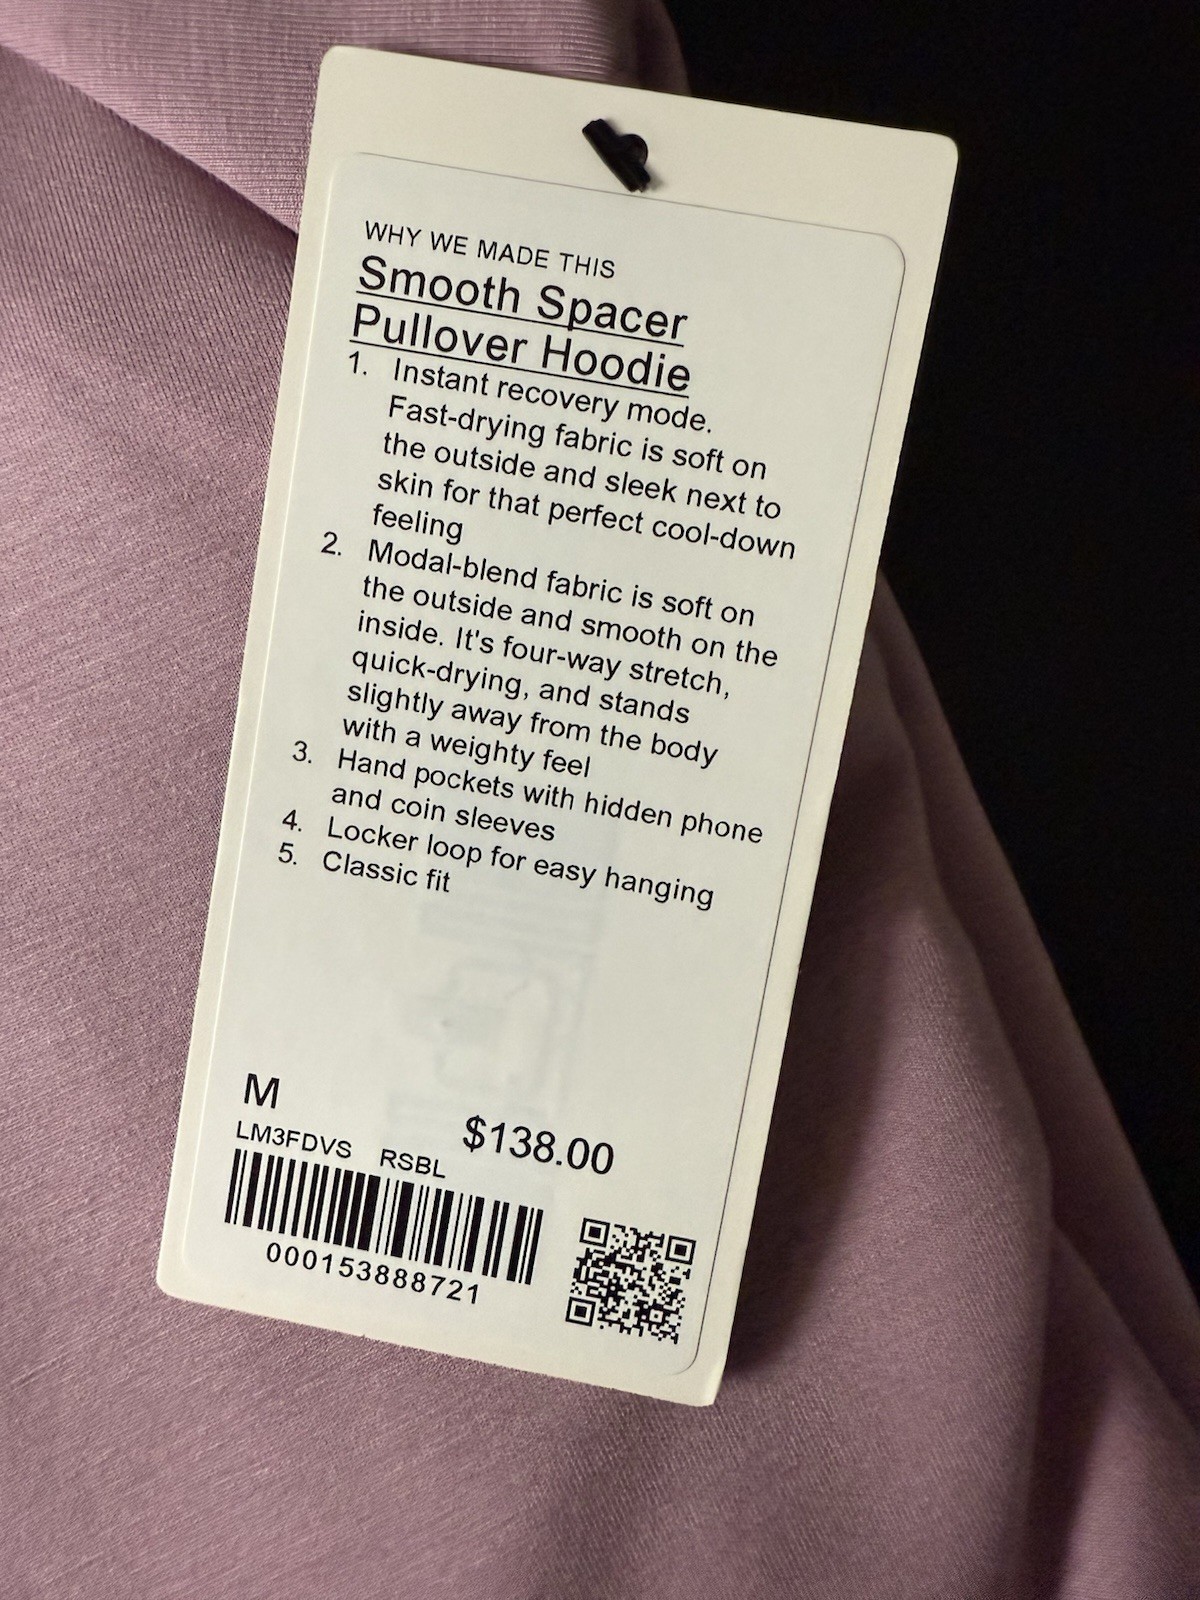 WHY WE MADE THIS
Smooth Spacer
Pullover Hoodie
1. Instant recovery mode.
Fast-drying fabric is soft on
the outside and sleek next to
skin for that perfect cool-down
feeling
2. Modal-blend fabric is soft on
the outside and smooth on the
inside. It's four-way stretch,
quick-drying, and stands
slightly away from the body
with a weighty feel
3. Hand pockets with hidden phone
and coin sleeves
4. Locker loop for easy hanging
5. Classic fit
M
$138.00
LM3FDVS RSBL
000153888721